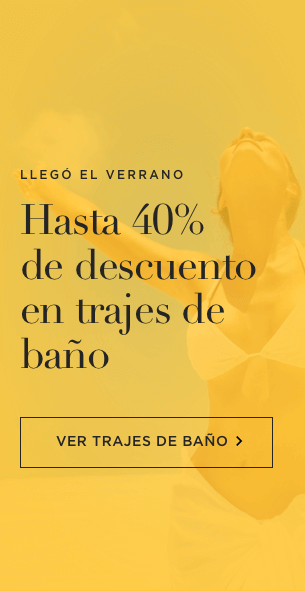 LLEGÓ EL VERRANO
Hasta 40%
de descuento
en trajes de
baño
VER TRAJES DE BAÑO